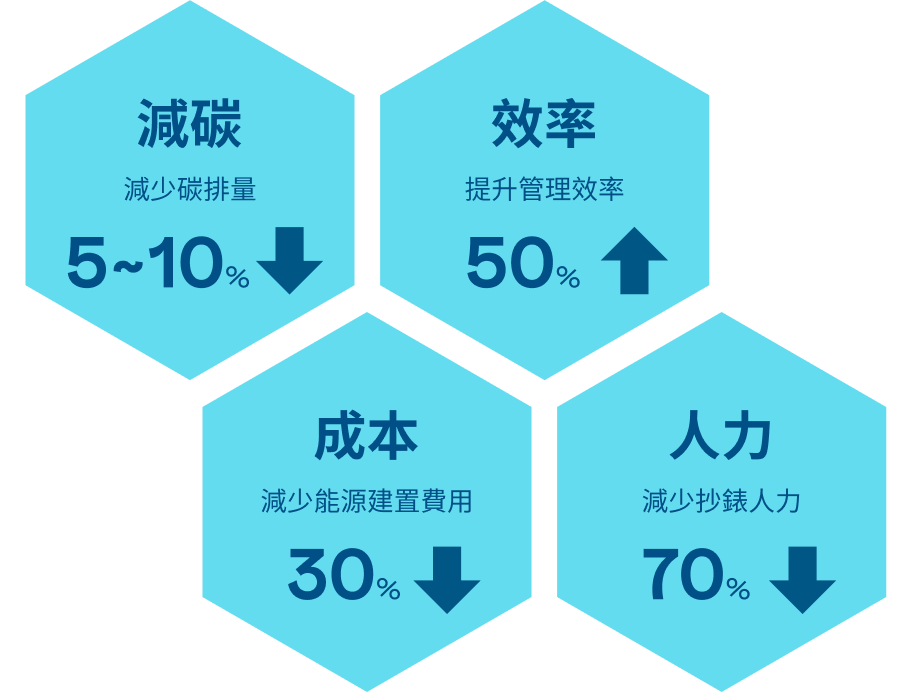 減碳
減少碳排量
5~10%
效率
提升管理效率
50%
成本
減少能源建置費用
30%
人力
減少抄錶人力
70%